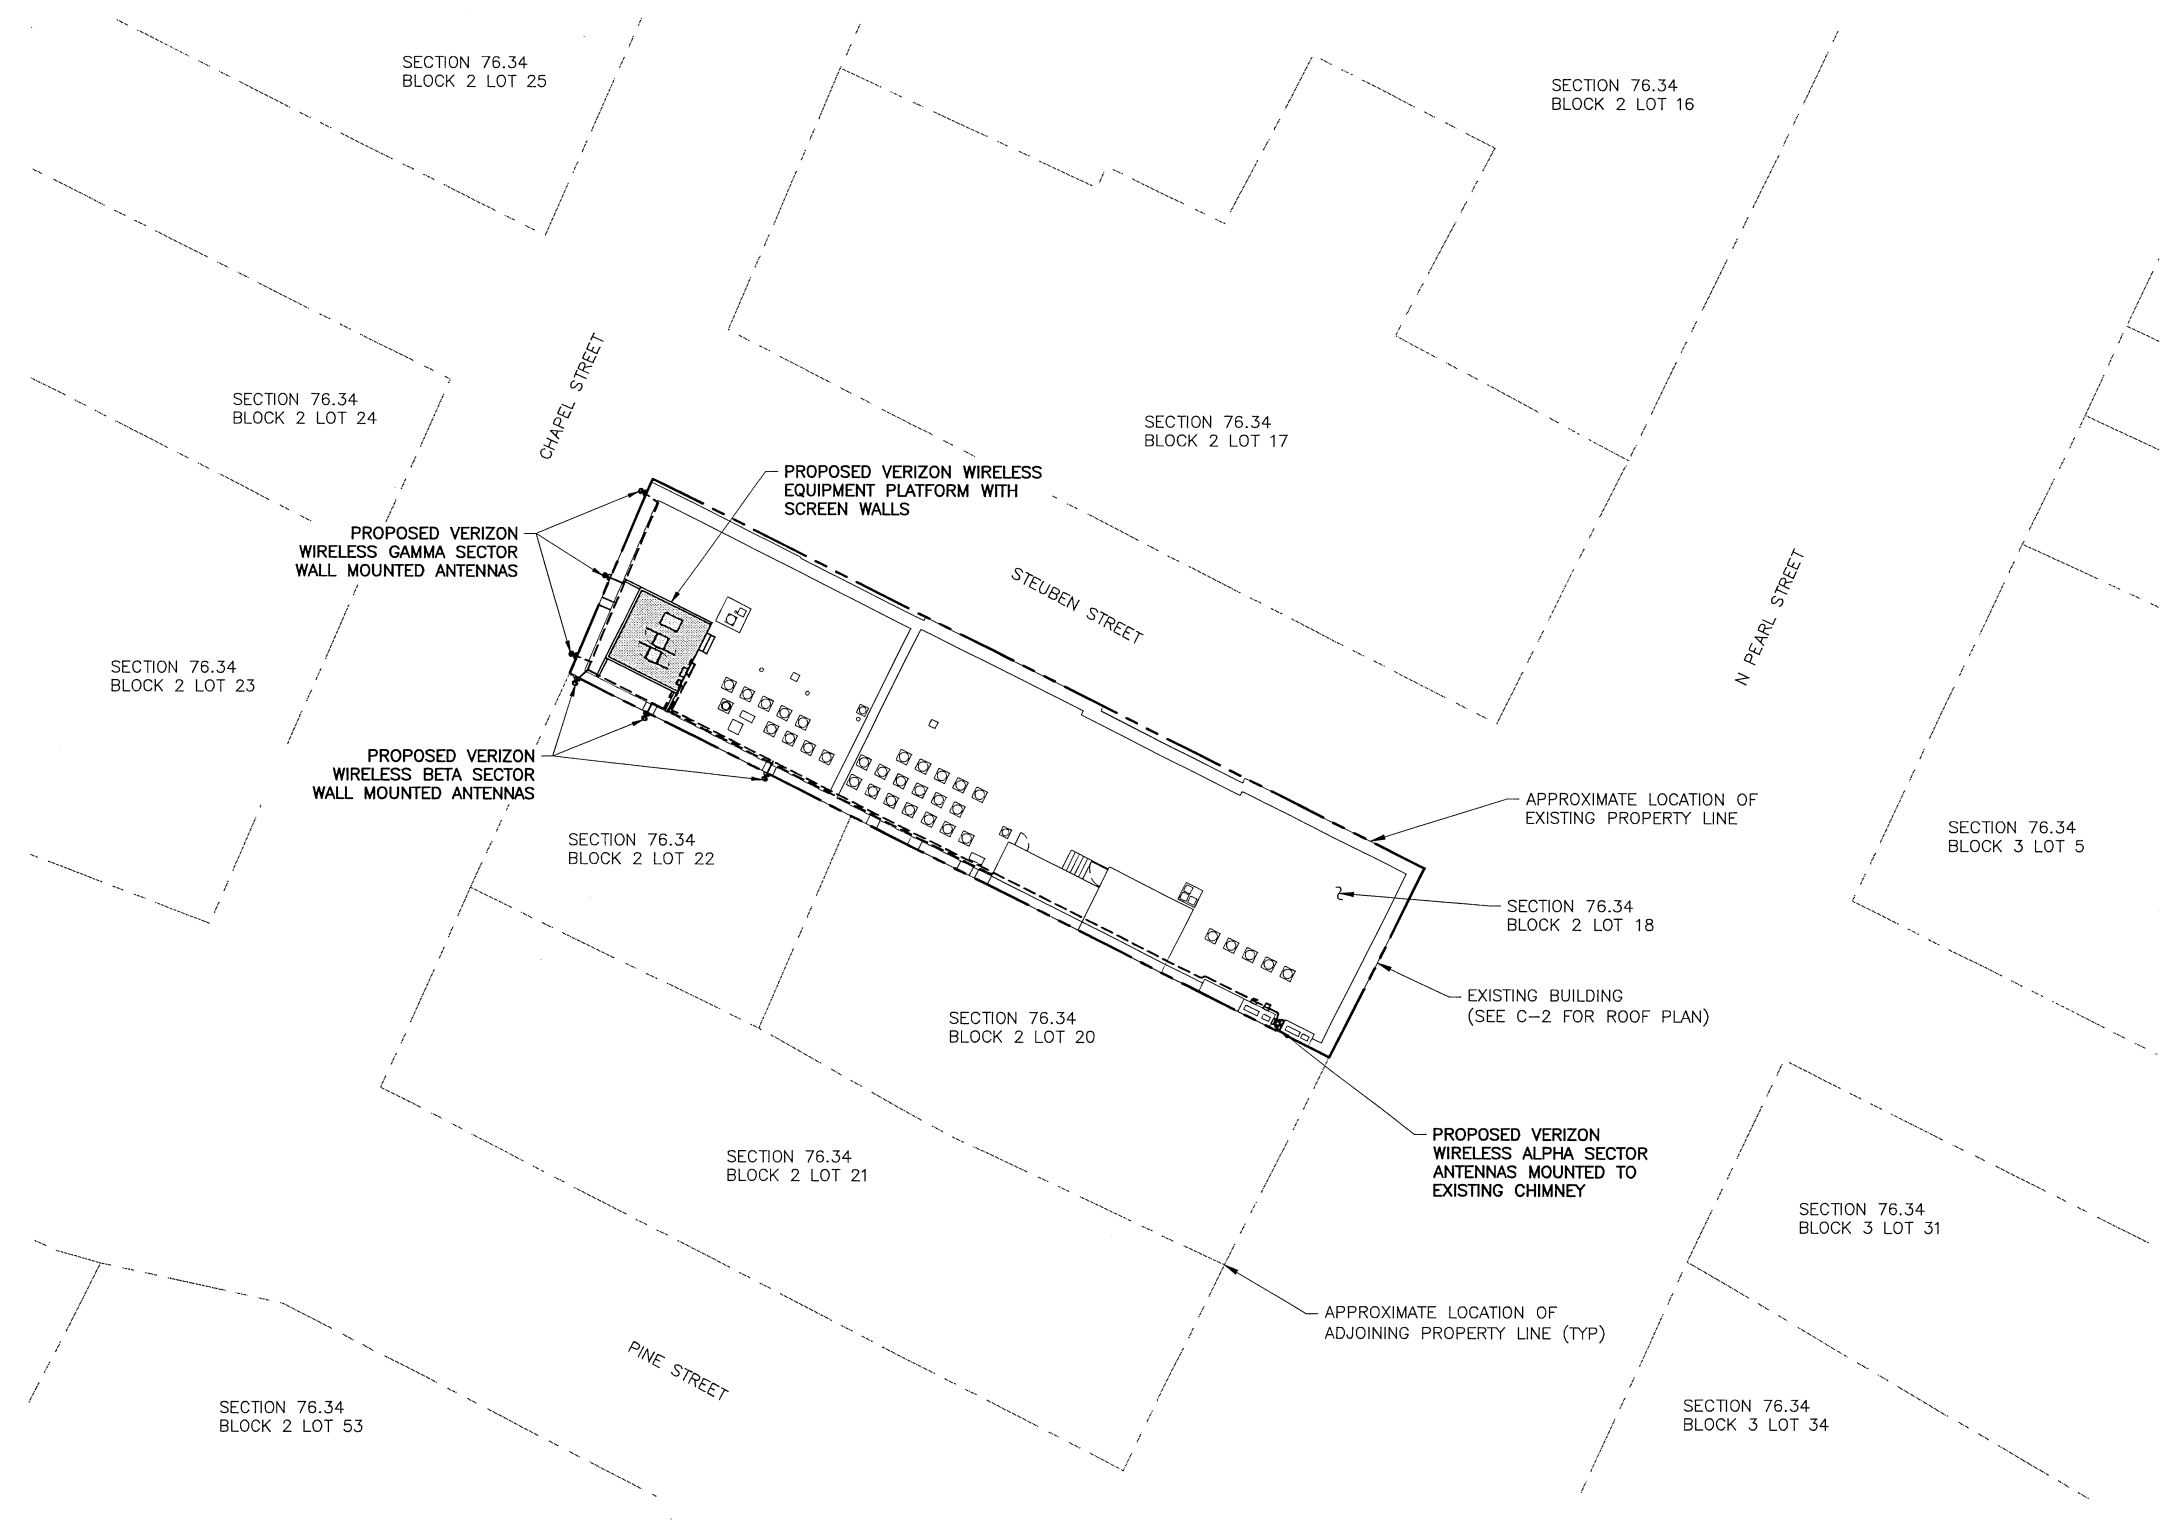 SECTION 76.34
BLOCK 2 LOT 25
SECTION 76.34
BLOCK 2 LOT 16
CHAPEL STREET
SECTION 76.34
BLOCK 2 LOT 24
SECTION 76.34
BLOCK 2 LOT 17
PROPOSED VERIZON WIRELESS
EQUIPMENT PLATFORM WITH
SCREEN WALLS
PROPOSED VERIZON
WIRELESS GAMMA SECTOR
WALL MOUNTED ANTENNAS
STEUBEN STREET
N PEARL STREET
SECTION 76.34
BLOCK 2 LOT 23
PROPOSED VERIZON
WIRELESS BETA SECTOR
WALL MOUNTED ANTENNAS
APPROXIMATE LOCATION OF
EXISTING PROPERTY LINE
SECTION 76.34
BLOCK 3 LOT 5
SECTION 76.34
BLOCK 2 LOT 22
SECTION 76.34
BLOCK 2 LOT 18
EXISTING BUILDING
(SEE C-2 FOR ROOF PLAN)
SECTION 76.34
BLOCK 2 LOT 20
PROPOSED VERIZON
WIRELESS ALPHA SECTOR
ANTENNAS MOUNTED TO
EXISTING CHIMNEY
SECTION 76.34
BLOCK 2 LOT 21
SECTION 76.34
BLOCK 3 LOT 31
APPROXIMATE LOCATION OF
ADJOINING PROPERTY LINE (TYP)
PINE STREET
SECTION 76.34
BLOCK 2 LOT 53
SECTION 76.34
BLOCK 3 LOT 34